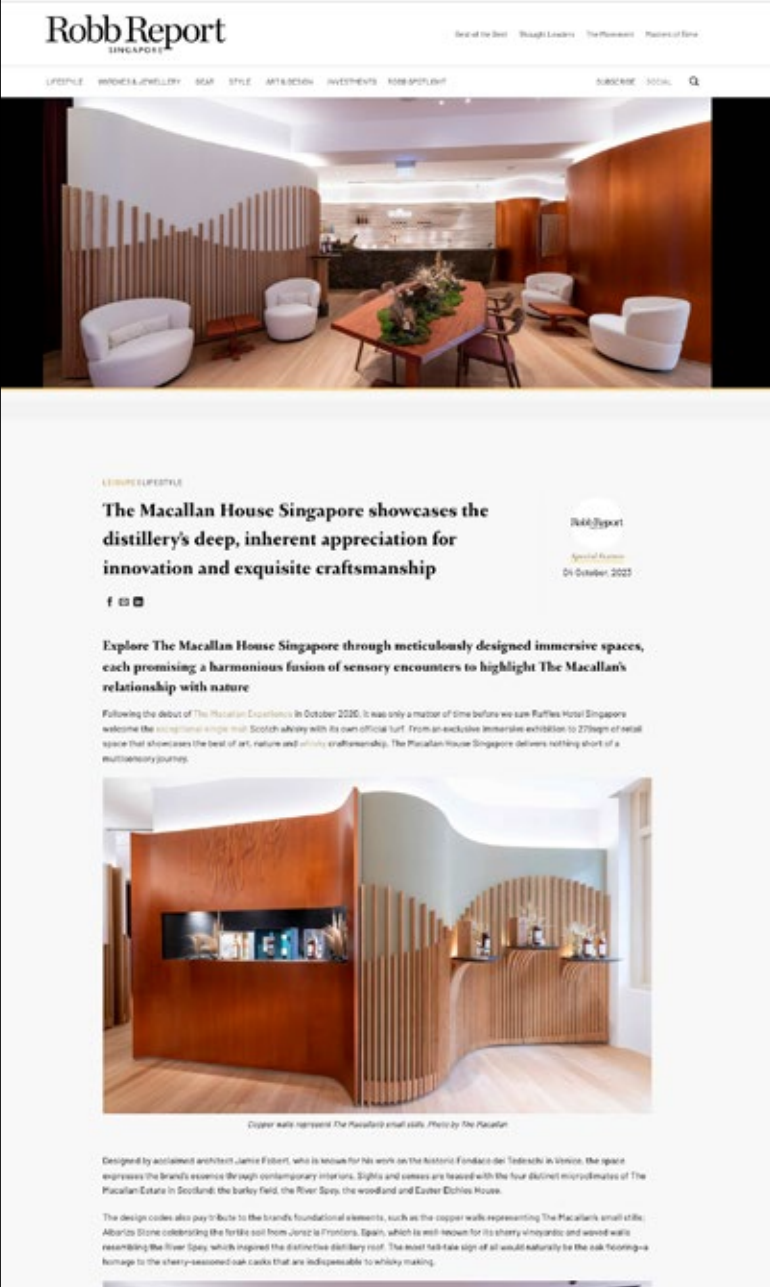 Robb Report
SINGAPORE
Best of the Best Thought Leaders The Movement Masters of Time
LIFESTYLE WATCHES & JEWELLERY GEAR STYLE ART & DESIGN INVESTMENTS ROBB SPOTLIGHT SUBSCRIBE SOCIAL
LEISURE LIFESTYLE
The Macallan House Singapore showcases the
distillery's deep, inherent appreciation for
innovation and exquisite craftsmanship
Robb Report
Special Feature
04 October, 2023
Explore The Macallan House Singapore through meticulously designed immersive spaces,
each promising a harmonious fusion of sensory encounters to highlight The Macallan's
relationship with nature
Following the debut of The Macallan Experience in October 2020, it was only a matter of time before we saw Raffles Hotel Singapore
welcome the exceptional single malt Scotch whisky with its own official turf. From an exclusive immersive exhibition to 279sqm of retail
space that showcases the best of art, nature and whisky craftsmanship, The Macallan House Singapore delivers nothing short of a
multisensory journey.
Copper walls represent The Macallan's small stills. Photo by The Macallan
Designed by acclaimed architect Jamie Fobert, who is known for his work on the historic Fondaco dei Tedeschi in Venice, the space
expresses the brand's essence through contemporary interiors. Sights and senses are teased with the four distinct microclimates of The
Macallan Estate in Scotland: the barley field, the River Spey, the woodland and Easter Elchies House.
The design codes also pay tribute to the brand's foundational elements, such as the copper walls representing The Macallan's small stills;
Albariza Stone celebrating the fertile soil from Jerez la Frontera, Spain, which is well-known for its sherry vineyards; and waved walls
resembling the River Spey, which inspired the distinctive distillery roof. The most tell-tale sign of all would naturally be the oak flooring—a
homage to the sherry-seasoned oak casks that are indispensable to whisky making.